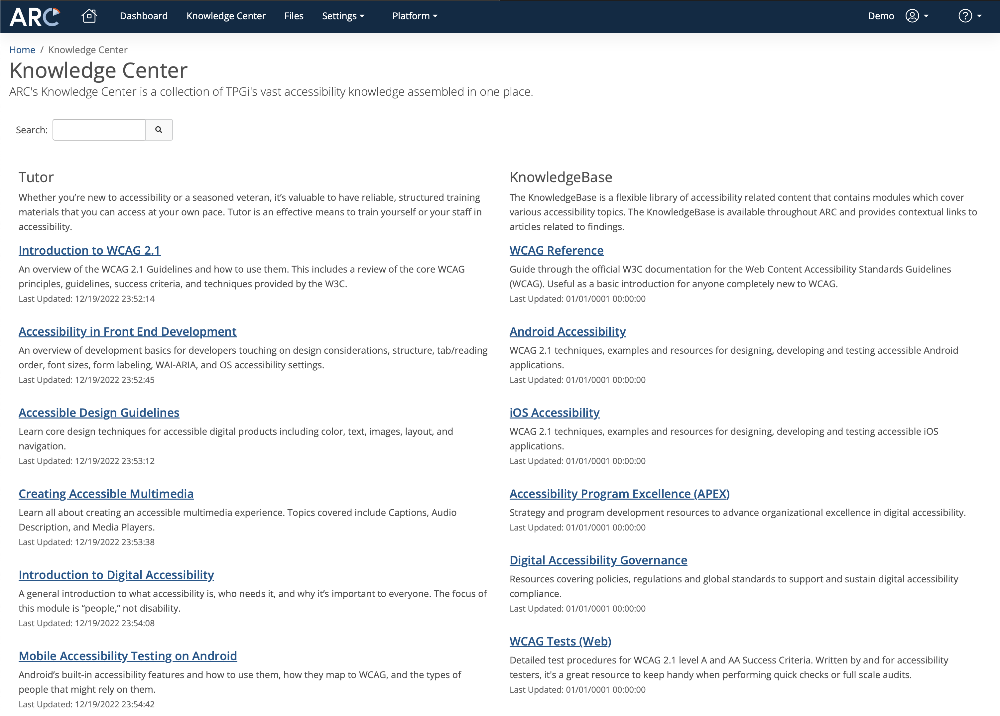 ARC
Dashboard
Knowledge Center
Files
Settings
Platform
Demo
?
Home / Knowledge Center
Knowledge Center
ARC's Knowledge Center is a collection of TPGi's vast accessibility knowledge assembled in one place.
Search:
Tutor
Whether you’re new to accessibility or a seasoned veteran, it’s valuable to have reliable, structured training
materials that you can access at your own pace. Tutor is an effective means to train yourself or your staff in
accessibility.
Introduction to WCAG 2.1
An overview of the WCAG 2.1 Guidelines and how to use them. This includes a review of the core WCAG
principles, guidelines, success criteria, and techniques provided by the W3C.
Last Updated: 12/19/2022 23:52:14
Accessibility in Front End Development
An overview of development basics for developers touching on design considerations, structure, tab/reading
order, font sizes, form labeling, WAI-ARIA, and OS accessibility settings.
Last Updated: 12/19/2022 23:52:45
Accessible Design Guidelines
Learn core design techniques for accessible digital products including color, text, images, layout, and
navigation.
Last Updated: 12/19/2022 23:53:12
Creating Accessible Multimedia
Learn all about creating an accessible multimedia experience. Topics covered include Captions, Audio
Description, and Media Players.
Last Updated: 12/19/2022 23:53:38
Introduction to Digital Accessibility
A general introduction to what accessibility is, who needs it, and why it’s important to everyone. The focus of
this module is “people,” not disability.
Last Updated: 12/19/2022 23:54:08
Mobile Accessibility Testing on Android
Android’s built-in accessibility features and how to use them, how they map to WCAG, and the types of
people that might rely on them.
Last Updated: 12/19/2022 23:54:42
KnowledgeBase
The KnowledgeBase is a flexible library of accessibility related content that contains modules which cover
various accessibility topics. The KnowledgeBase is available throughout ARC and provides contextual links to
articles related to findings.
WCAG Reference
Guide through the official W3C documentation for the Web Content Accessibility Standards Guidelines
(WCAG). Useful as a basic introduction for anyone completely new to WCAG.
Last Updated: 01/01/0001 00:00:00
Android Accessibility
WCAG 2.1 techniques, examples and resources for designing, developing and testing accessible Android
applications.
Last Updated: 01/01/0001 00:00:00
iOS Accessibility
WCAG 2.1 techniques, examples and resources for designing, developing and testing accessible iOS
applications.
Last Updated: 01/01/0001 00:00:00
Accessibility Program Excellence (APEX)
Strategy and program development resources to advance organizational excellence in digital accessibility.
Last Updated: 01/01/0001 00:00:00
Digital Accessibility Governance
Resources covering policies, regulations and global standards to support and sustain digital accessibility
compliance.
Last Updated: 01/01/0001 00:00:00
WCAG Tests (Web)
Detailed test procedures for WCAG 2.1 level A and AA Success Criteria. Written by and for accessibility
testers, it's a great resource to keep handy when performing quick checks or full scale audits.
Last Updated: 01/01/0001 00:00:00